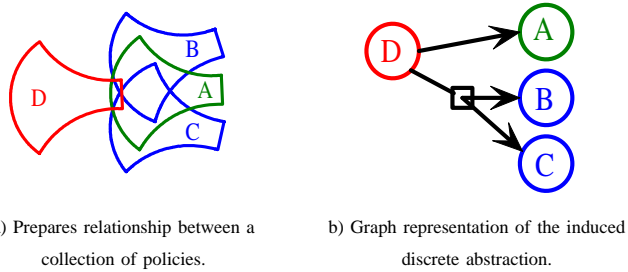 B
D
A
C
D
A
B
C
) Prepares relationship between a
collection of policies.
b) Graph representation of the induced
discrete abstraction.